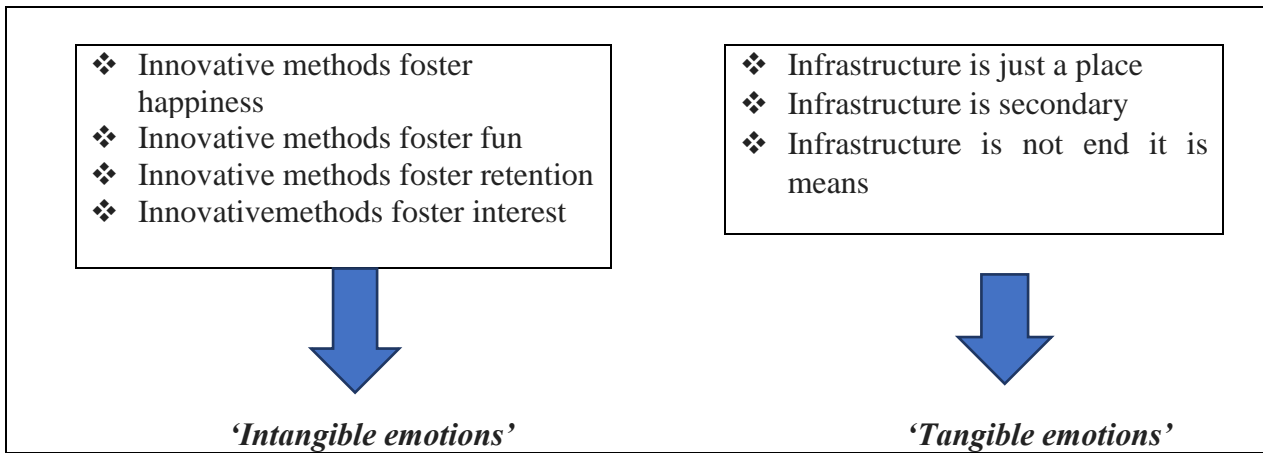 ❖ Innovative methods foster
happiness
❖ Innovative methods foster fun
❖ Innovative methods foster retention
❖ Innovativemethods foster interest
❖ Infrastructure is just a place
❖ Infrastructure is secondary
❖ Infrastructure is not end it is
means
‘Intangible emotions’
‘Tangible emotions’